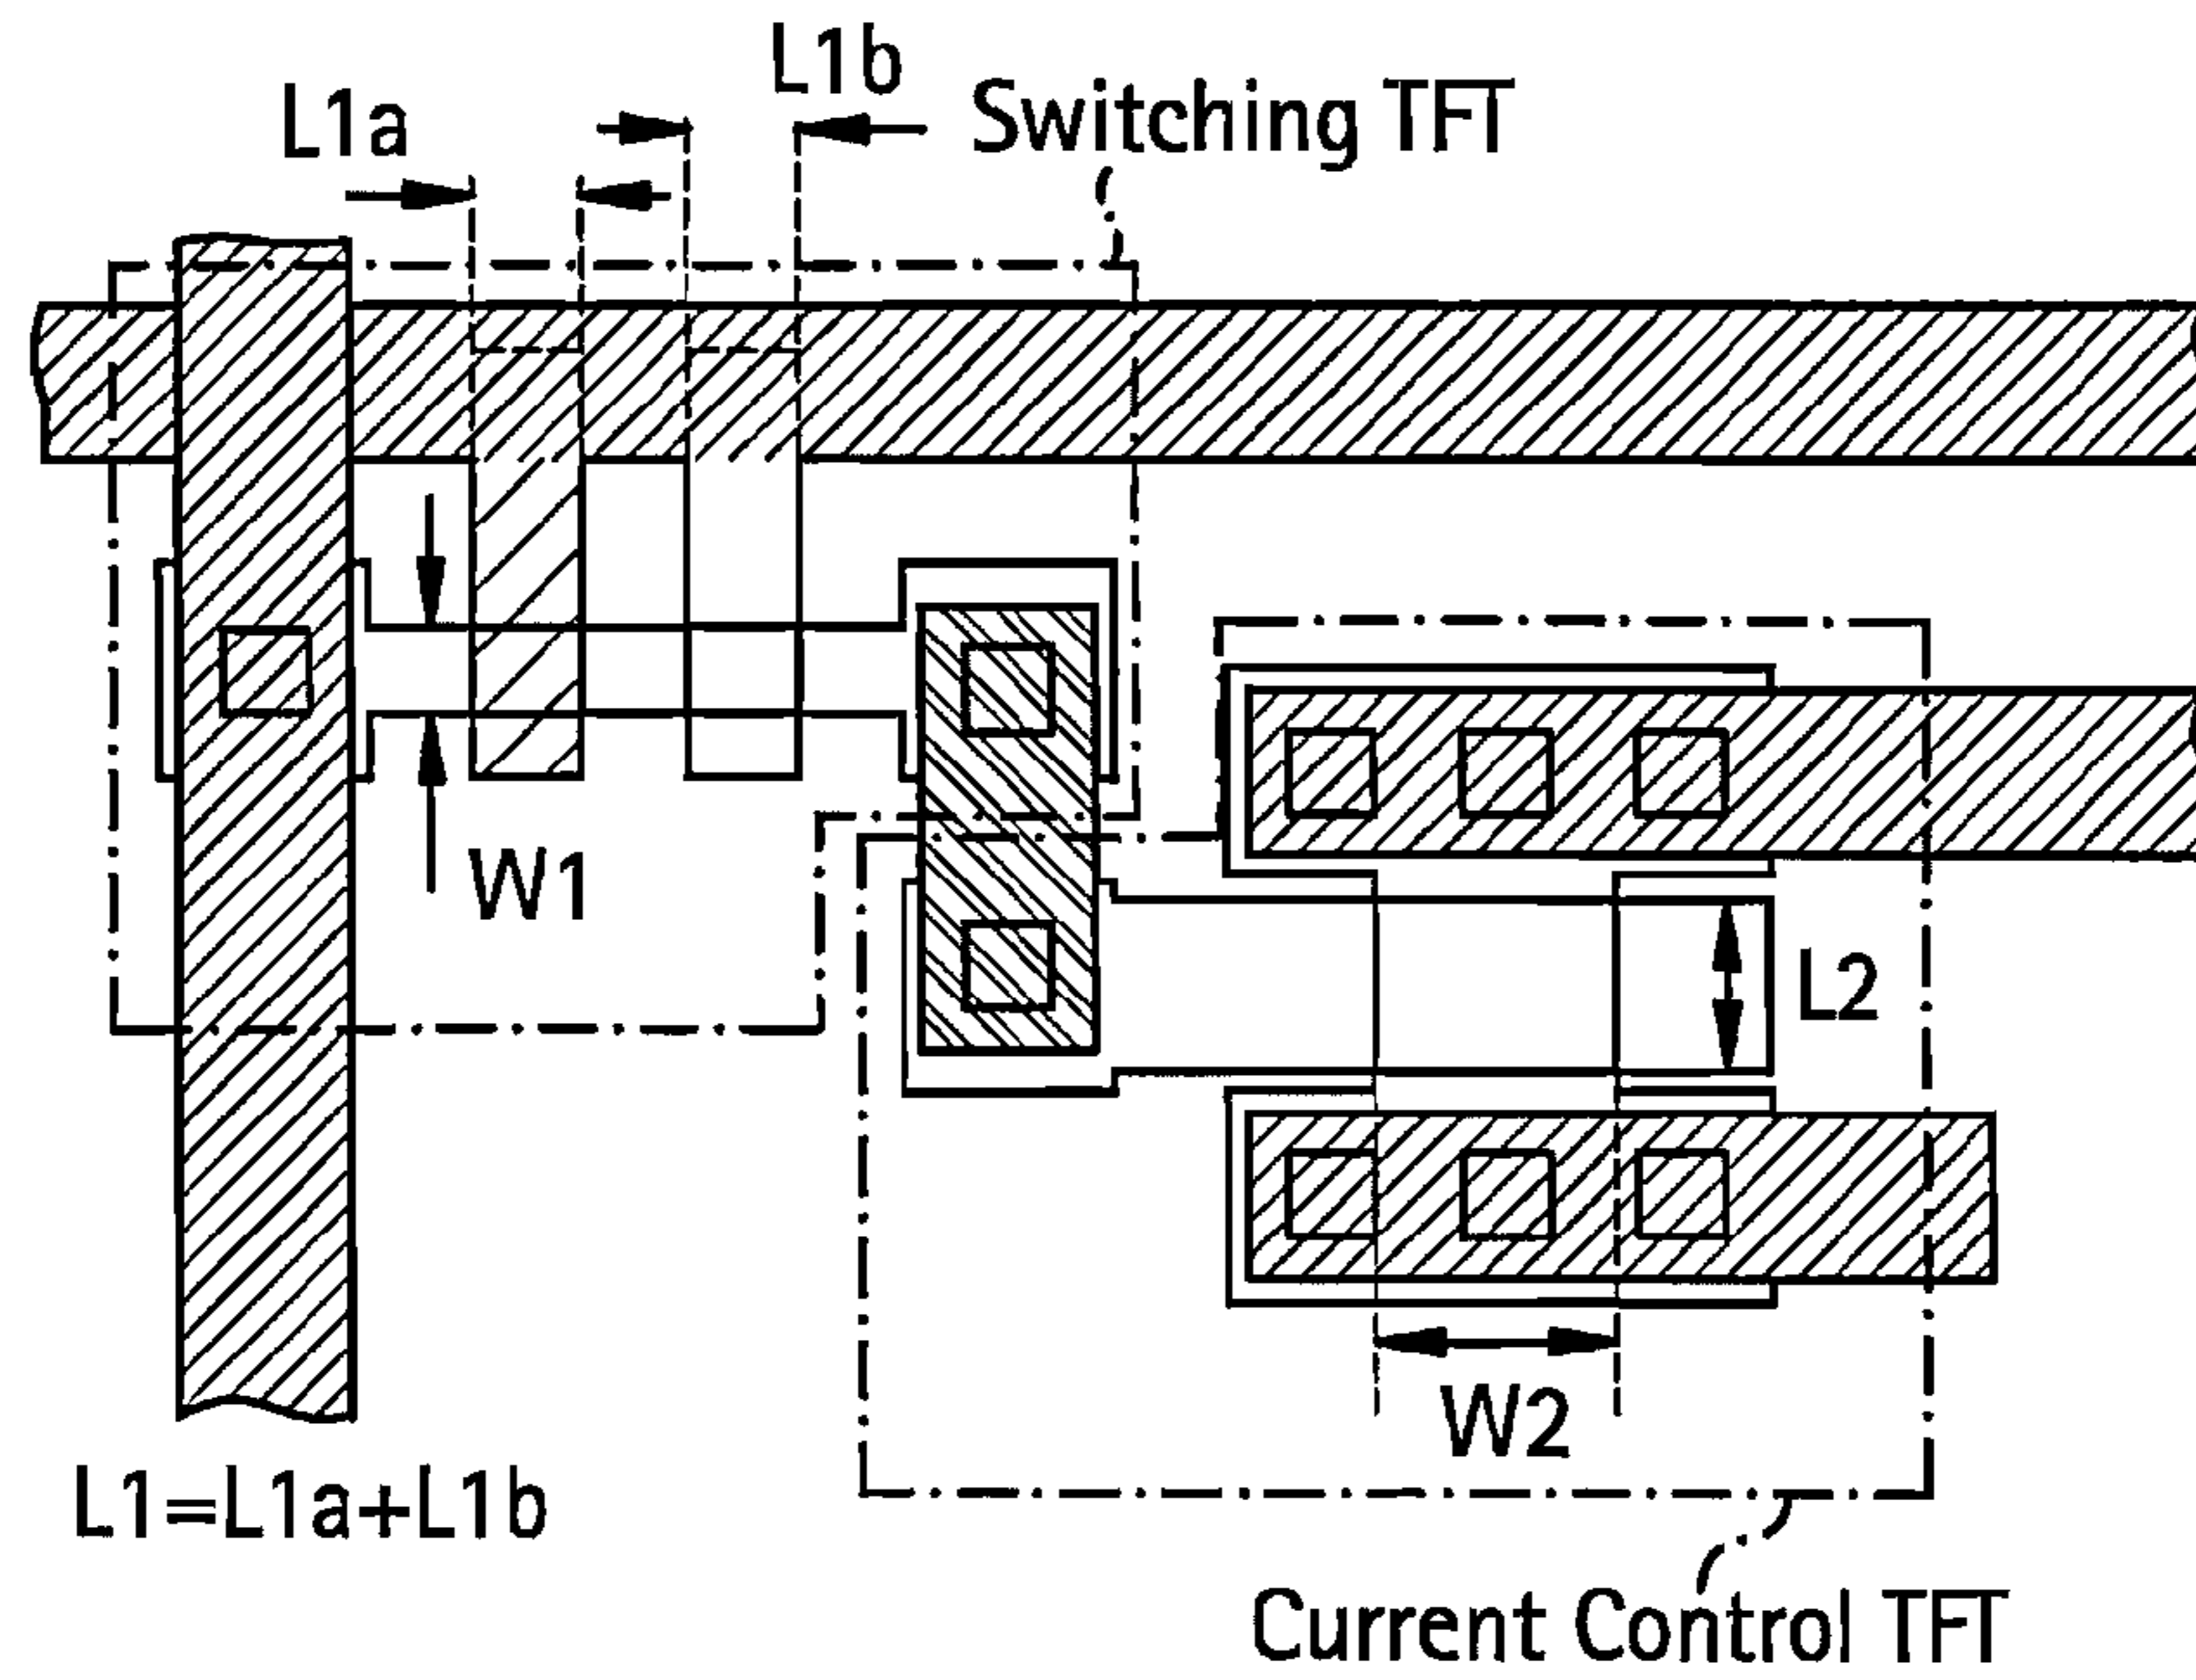 L1b
L1a
Switching TFT
W1
L2
W2
L1=L1a+L1b
Current Control TFT